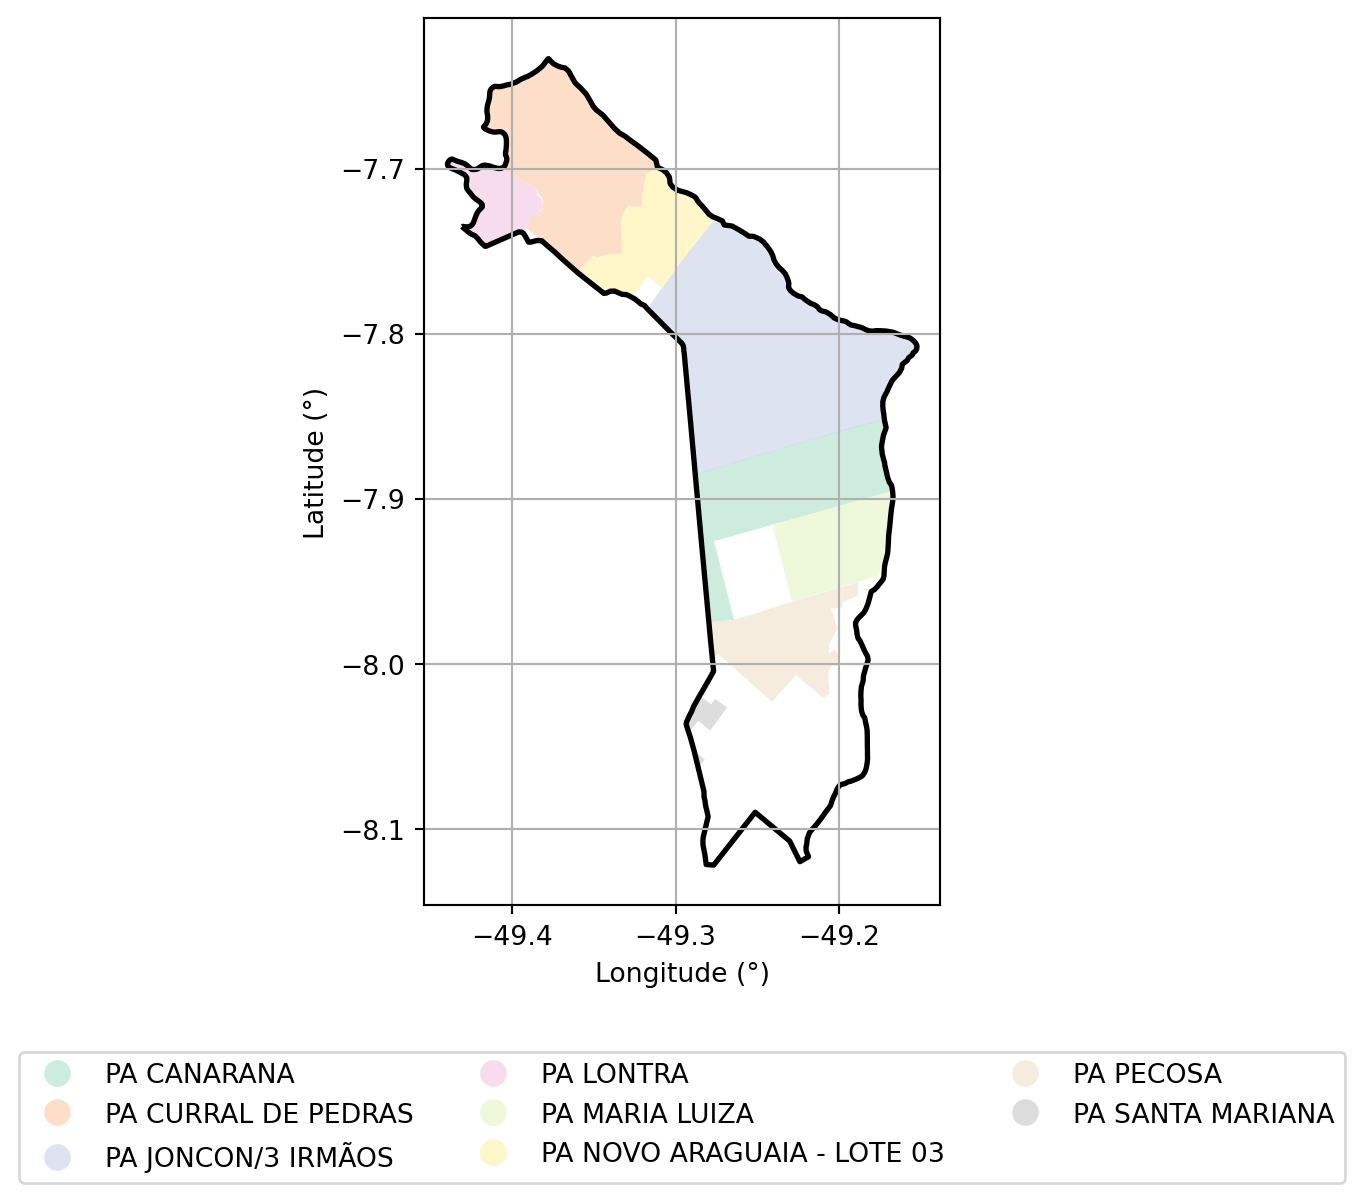 −7.7
−7.8
−7.9
−8.0
−8.1
Latitude (°)
−49.4 −49.3 −49.2
Longitude (°)
PA CANARANA PA LONTRA PA PECOSA
PA CURRAL DE PEDRAS PA MARIA LUIZA PA SANTA MARIANA
PA JONCON/3 IRMÃOS PA NOVO ARAGUAIA - LOTE 03